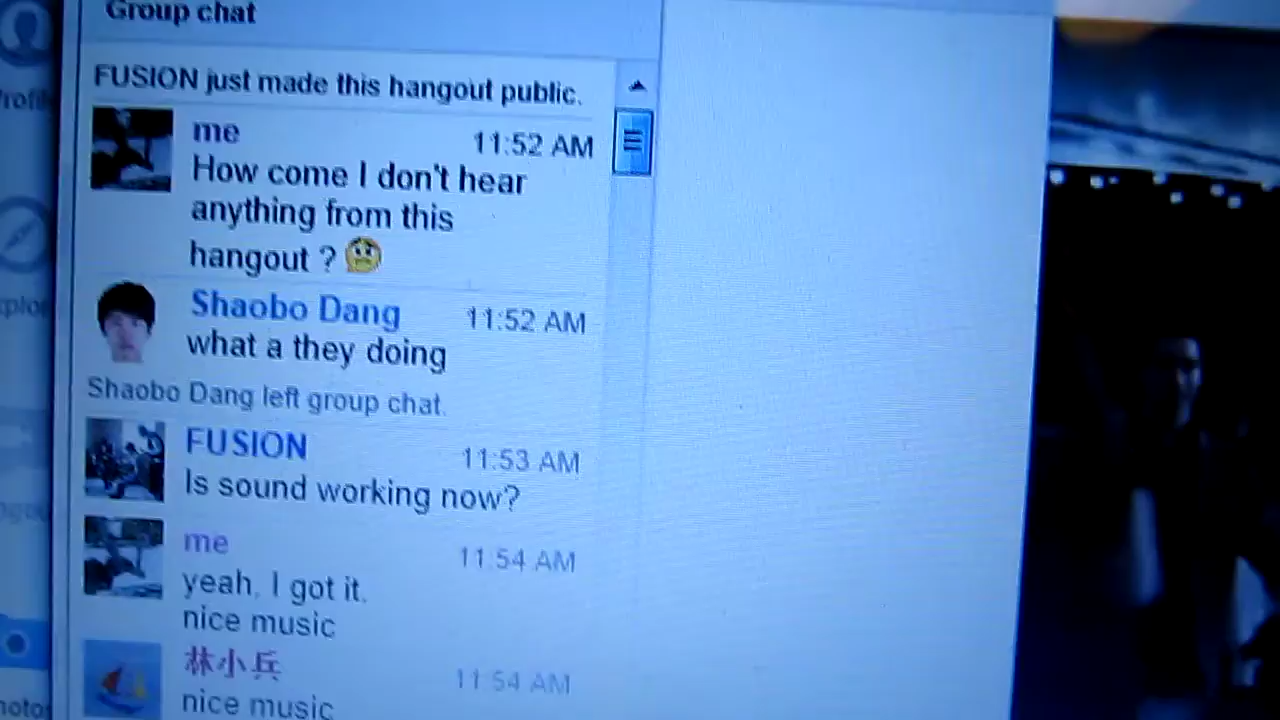 Group chat
FUSION just made this hangout public.
me 11:52 AM
How come I don't hear
anything from this
hangout ?
Shaobo Dang 11:52 AM
what a they doing
Shaobo Dang left group chat.
FUSION 11:53 AM
Is sound working now?
me 11:54 AM
yeah, I got it.
nice music
林小兵 11:54 AM
nice music